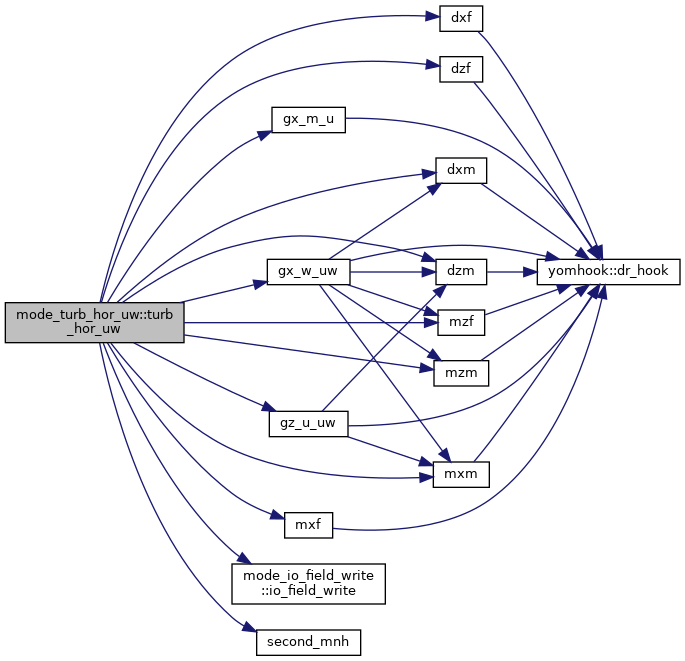 dxf
dzf
gx_m_u
dxm
gx_w_uw
dzm
yomhook::dr_hook
mode_turb_hor_uw::turb
_hor_uw
mzf
mzm
gz_u_uw
mxm
mxf
mode_io_field_write
::io_field_write
second_mnh